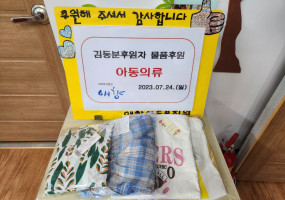 후원해 주셔서 감사합니다
김동분후원자 물품후원
아동의류
2023.07.24.(월)